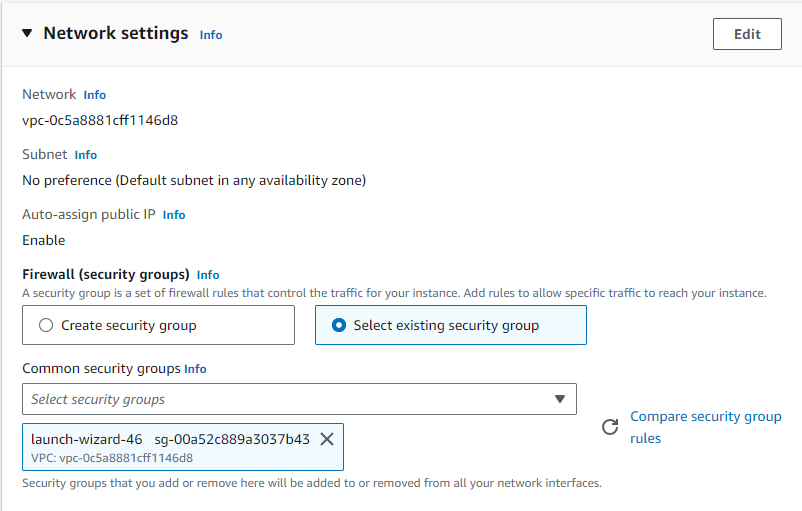 Network settings Info
Edit
Network Info
vpc-0c5a8881cff1146d8
Subnet Info
No preference (Default subnet in any availability zone)
Auto-assign public IP Info
Enable
Firewall (security groups) Info
A security group is a set of firewall rules that control the traffic for your instance. Add rules to allow specific traffic to reach your instance.
Create security group
Select existing security group
Common security groups Info
Select security groups
launch-wizard-46 sg-00a52c889a3037b43
VPC: vpc-0c5a8881cff1146d8
Compare security group
rules
Security groups that you add or remove here will be added to or removed from all your network interfaces.